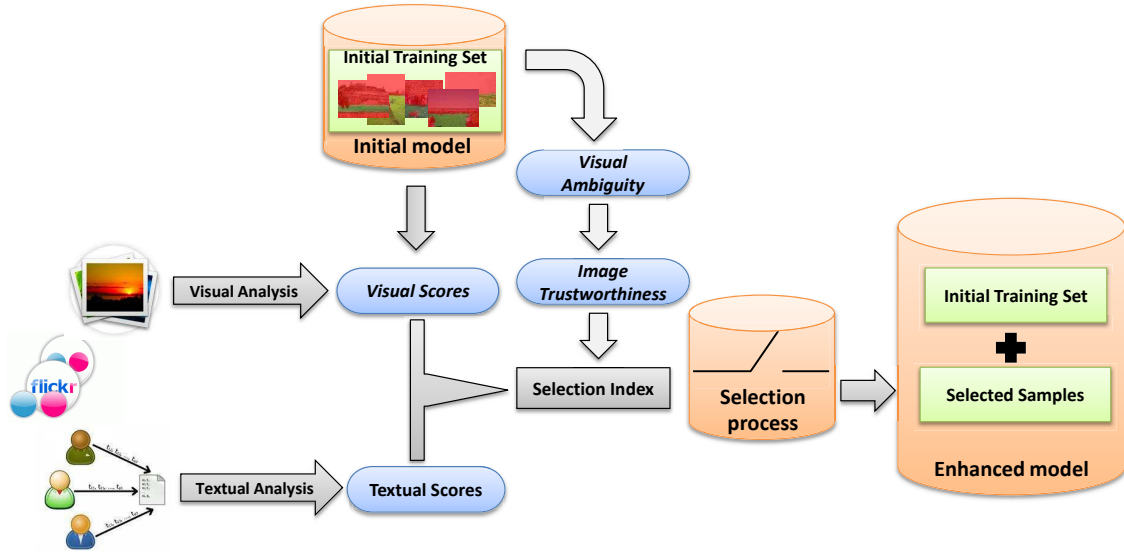 Initial Training Set
Initial model
Visual
Ambiguity
Visual Analysis
Visual Scores
Image
Trustworthiness
Initial Training Set
flickr
Selection Index
Selection
process
Selected Samples
Enhanced model
Textual Analysis
Textual Scores